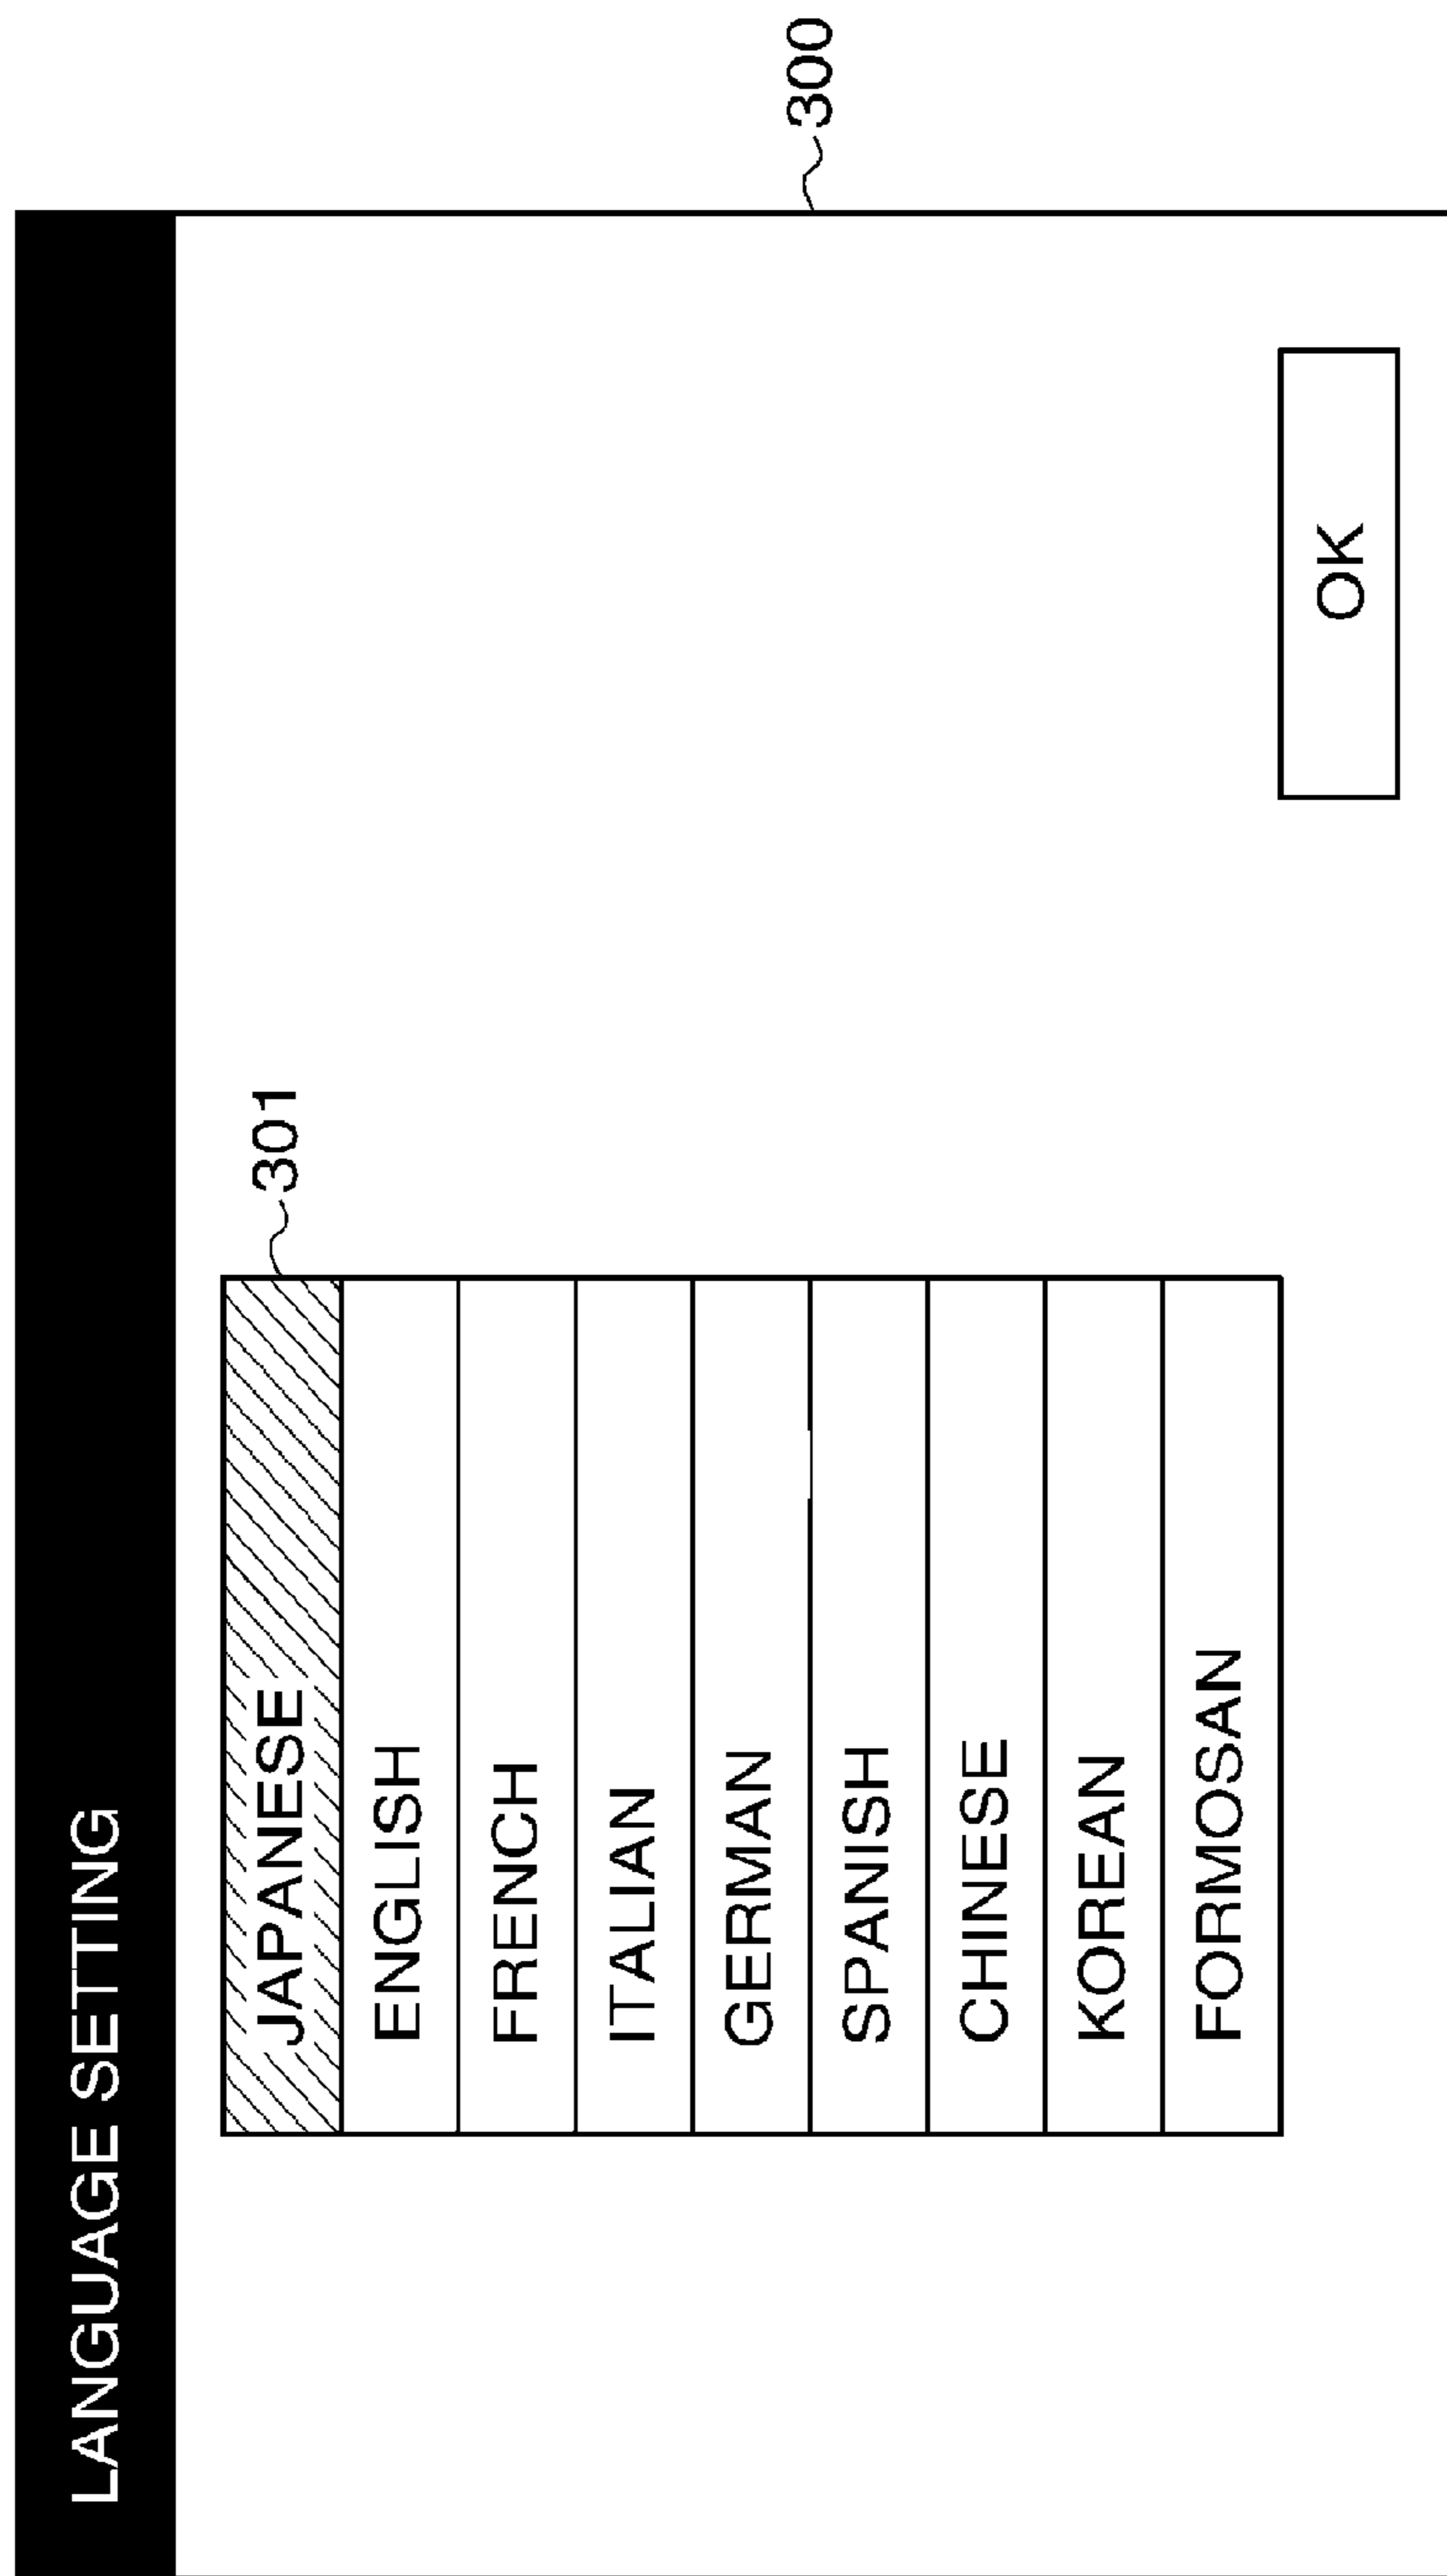 LANGUAGE SETTING
JAPANESE
301
ENGLISH
FRENCH
ITALIAN
GERMAN
SPANISH
300
CHINESE
KOREAN
FORMOSAN
OK